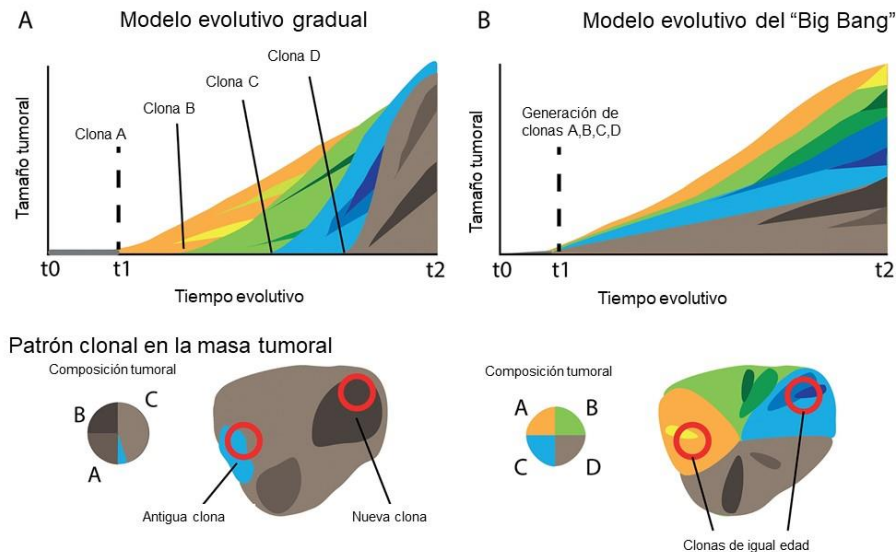 A
Modelo evolutivo gradual
Clona D
Clona C
Clona B
Clona A
Tamaño tumoral
t0
t1
t2
Tiempo evolutivo
B
Modelo evolutivo del “Big Bang”
Generación de
clonas A,B,C,D
Tamaño tumoral
t0
t1
t2
Tiempo evolutivo
Patrón clonal en la masa tumoral
Composición tumoral
B
C
A
Antigua clona
Nueva clona
Composición tumoral
A
B
C
D
Clonas de igual edad